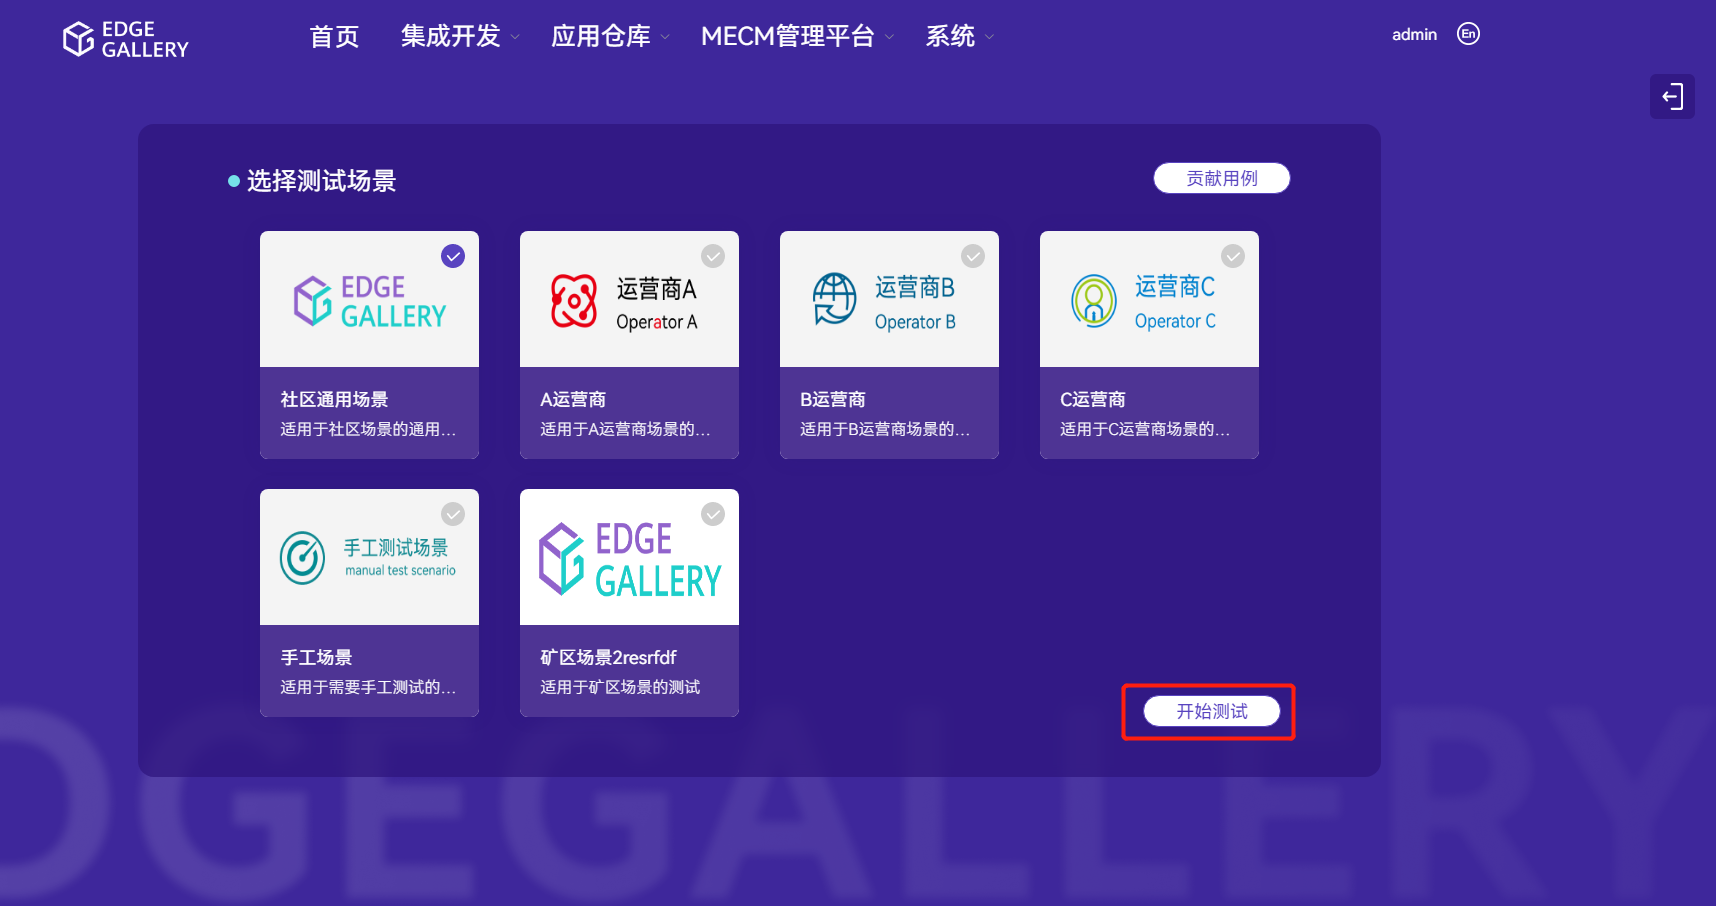 EDGE
GALLERY
首页
集成开发
应用仓库
MECM管理平台
系统
admin
En
选择测试场景
贡献用例
EDGE
GALLERY
社区通用场景
适用于社区场景的通用...
运营商A
Operator A
A运营商
适用于A运营商场景的...
运营商B
Operator B
B运营商
适用于B运营商场景的...
运营商C
Operator C
C运营商
适用于C运营商场景的...
手工测试场景
manual test scenario
手工场景
适用于需要手工测试的...
EDGE
GALLERY
矿区场景2resrfdf
适用于矿区场景的测试
开始测试
DGEGALLERY